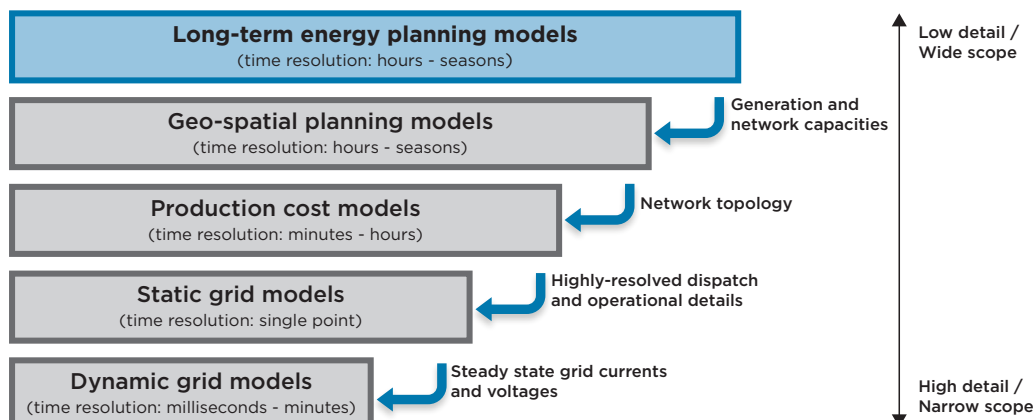 Long-term energy planning models
(time resolution: hours - seasons)
Low detail /
Wide scope
Generation and
network capacities
Geo-spatial planning models
(time resolution: hours - seasons)
Network topology
Production cost models
(time resolution: minutes - hours)
Highly-resolved dispatch
and operational details
Static grid models
(time resolution: single point)
Steady state grid currents
and voltages
Dynamic grid models
(time resolution: milliseconds - minutes)
High detail /
Narrow scope